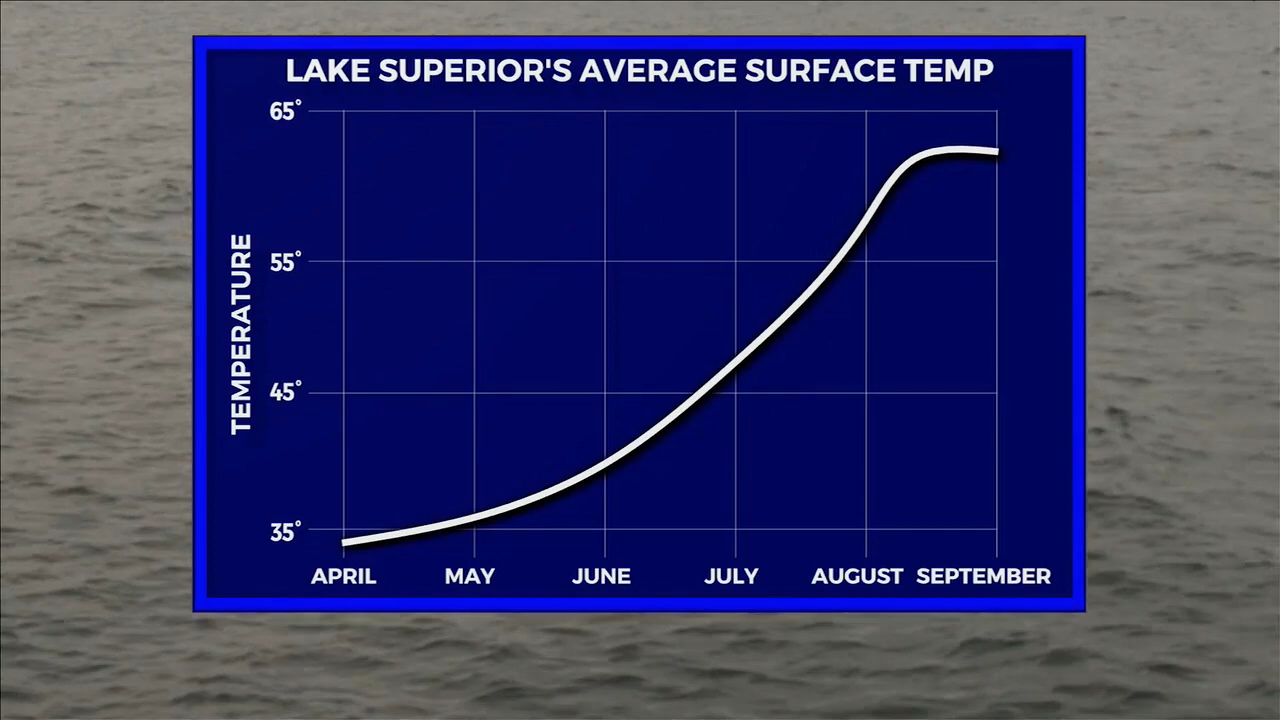 LAKE SUPERIOR'S AVERAGE SURFACE TEMP
65°
55°
45°
35°
TEMPERATURE
APRIL MAY JUNE JULY AUGUST SEPTEMBER